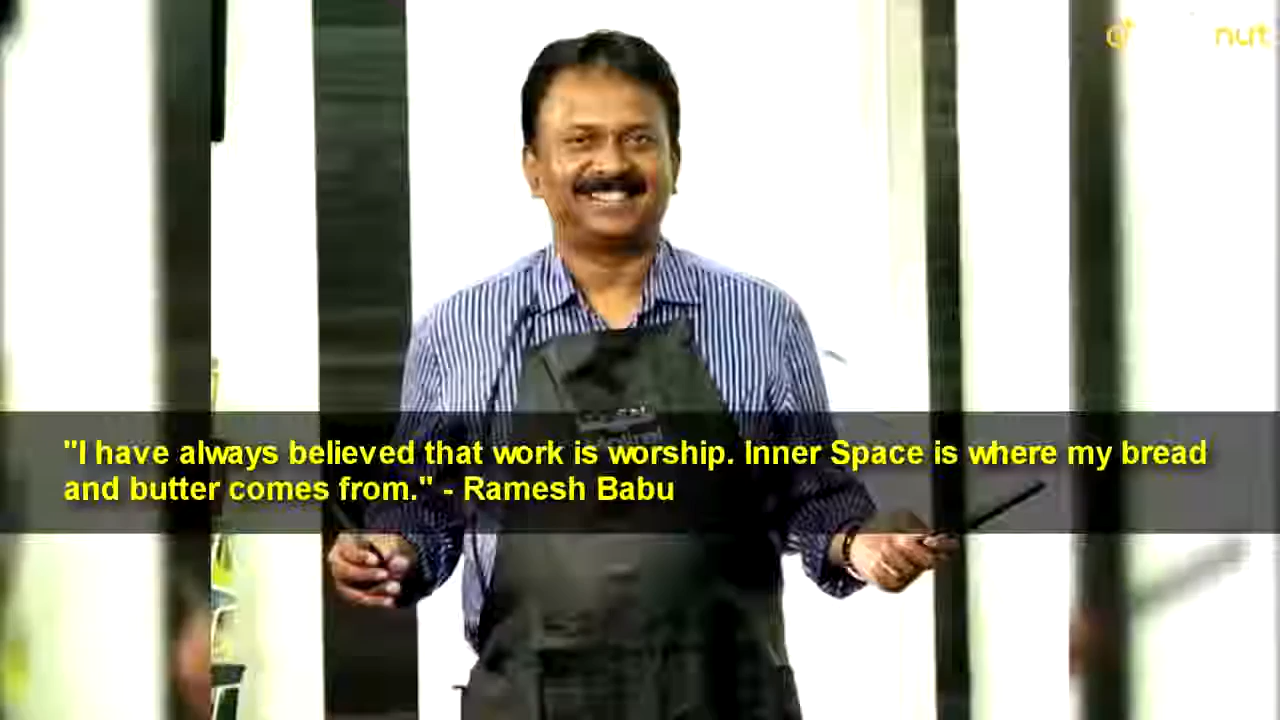 nut
"I have always believed that work is worship. Inner Space is where my bread
and butter comes from." - Ramesh Babu